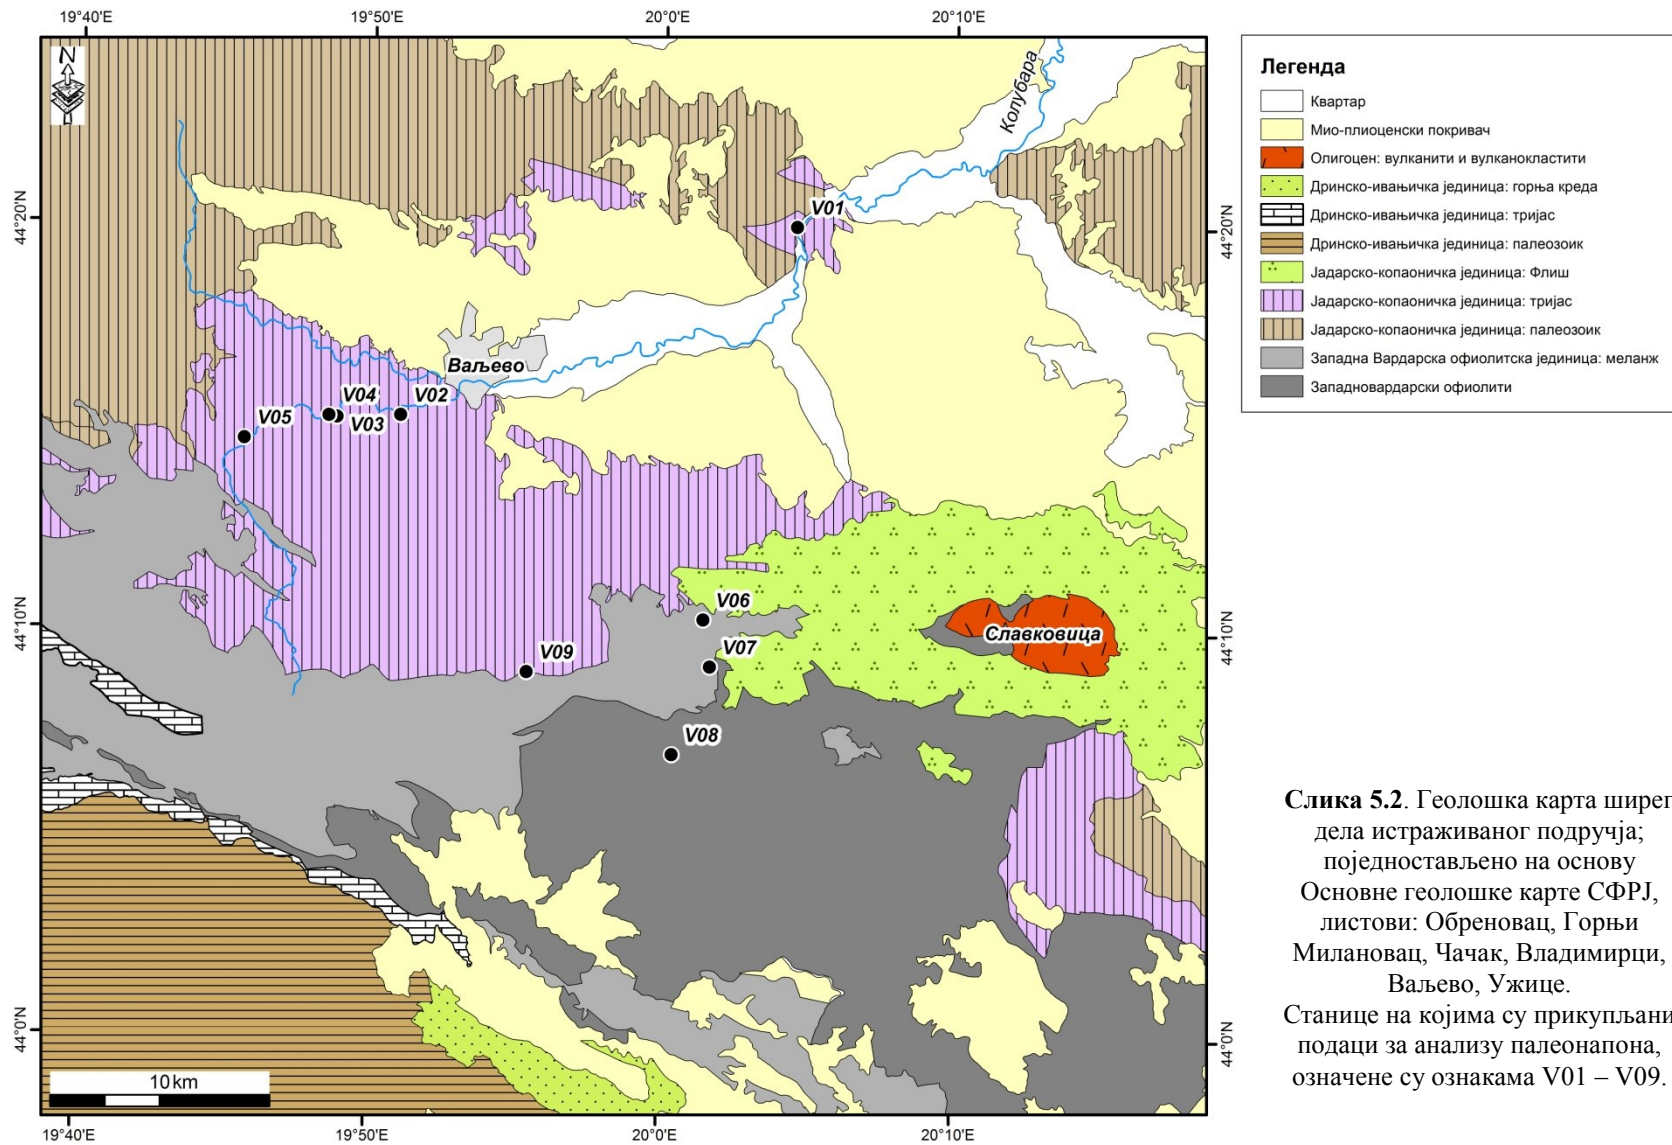 19°40'E
19°50'E
20°0'E
20°10'E
N
Колубара
44°20'N
44°20'N
V01
Ваљево
V04
V02
V05
V03
V06
44°10'N
44°10'N
Славковица
V07
V09
V08
44°0'N
44°0'N
10 km
19°40'E
19°50'E
20°0'E
20°10'E
Легенда
Квартар
Мио-плиоценски покривач
Олигоцен: вулканити и вулканокластити
Дринско-ивањичка јединица: горња креда
Дринско-ивањичка јединица: тријас
Дринско-ивањичка јединица: палеозоик
Јадарско-копаоничка јединица: Флиш
Јадарско-копаоничка јединица: тријас
Јадарско-копаоничка јединица: палеозоик
Западна Вардарска офиолитска јединица: меланж
Западновардарски офиолити
Слика 5.2. Геолошка карта ширег
дела истраживаног подручја;
поједностављено на основу
Основне геолошке карте СФРЈ,
листови: Обреновац, Горњи
Милановац, Чачак, Владимирци,
Ваљево, Ужице.
Станице на којима су прикупљани
подаци за анализу палеонапона,
означене су ознакама V01 – V09.